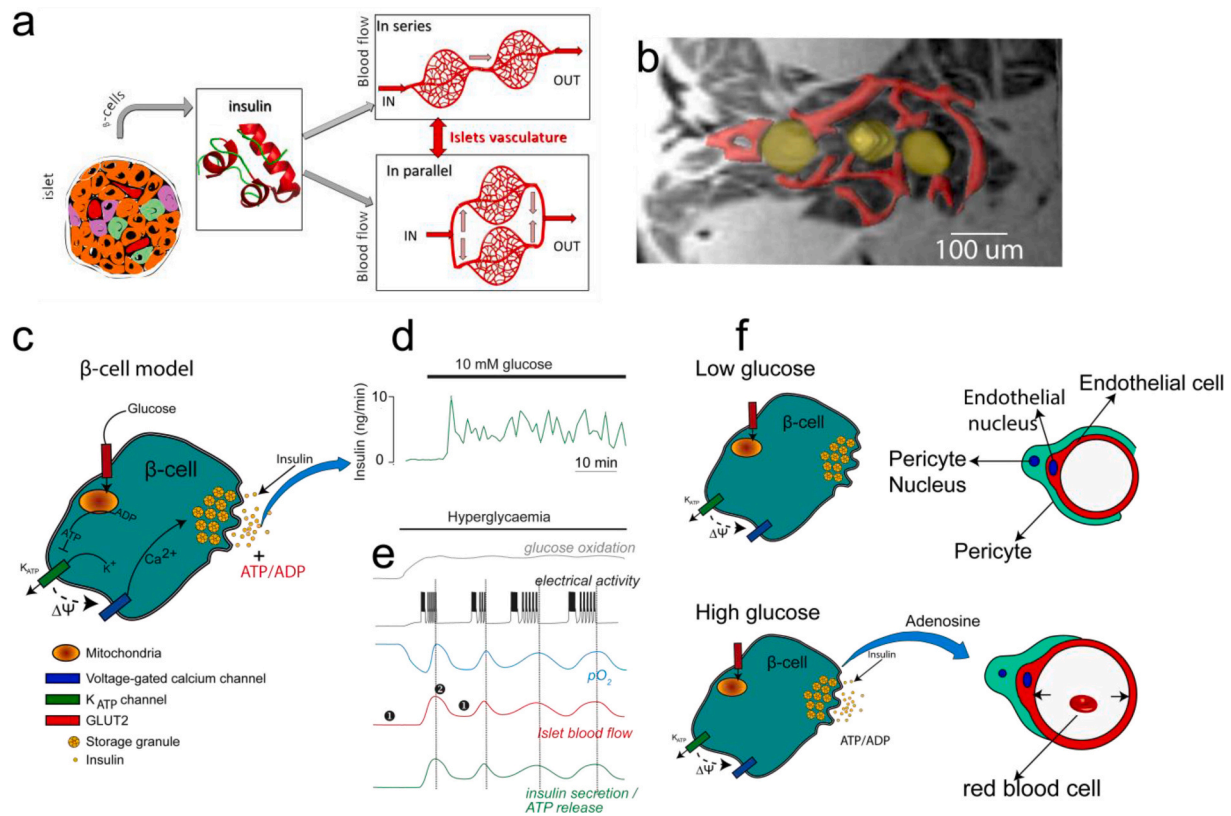 a
islet
β-cells
insulin
Blood flow
In series
IN
OUT
Islets vasculature
Blood flow
In parallel
IN
OUT
b
100 um
c
β-cell model
Glucose
β-cell
Insulin
ADP
ATP
K+
Ca2+
KATP
ΔΨ
+
ATP/ADP
Mitochondria
Voltage-gated calcium channel
K ATP channel
GLUT2
Storage granule
Insulin
d
10 mM glucose
Insulin (ng/min)
10
0
10 min
e
Hyperglycaemia
glucose oxidation
electrical activity
pO2
❶
❷
❶
Islet blood flow
insulin secretion /
ATP release
f
Low glucose
β-cell
KATP
ΔΨ
Endothelial cell
Endothelial
nucleus
Pericyte
Nucleus
Pericyte
High glucose
β-cell
KATP
ΔΨ
Adenosine
Insulin
ATP/ADP
red blood cell